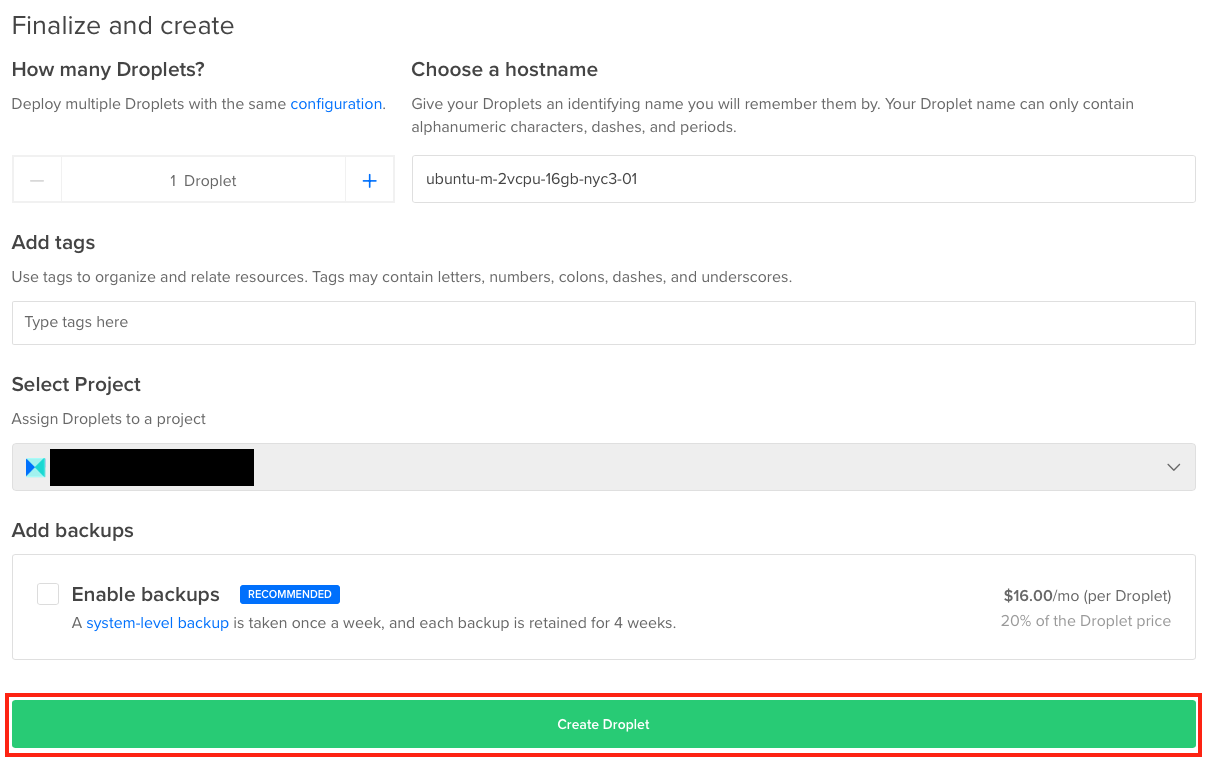 Finalize and create
How many Droplets?
Deploy multiple Droplets with the same configuration.
1 Droplet
Choose a hostname
Give your Droplets an identifying name you will remember them by. Your Droplet name can only contain
alphanumeric characters, dashes, and periods.
ubuntu-m-2vcpu-16gb-nyc3-01
Add tags
Use tags to organize and relate resources. Tags may contain letters, numbers, colons, dashes, and underscores.
Type tags here
Select Project
Assign Droplets to a project
Add backups
Enable backups RECOMMENDED
A system-level backup is taken once a week, and each backup is retained for 4 weeks.
$16.00/mo (per Droplet)
20% of the Droplet price
Create Droplet